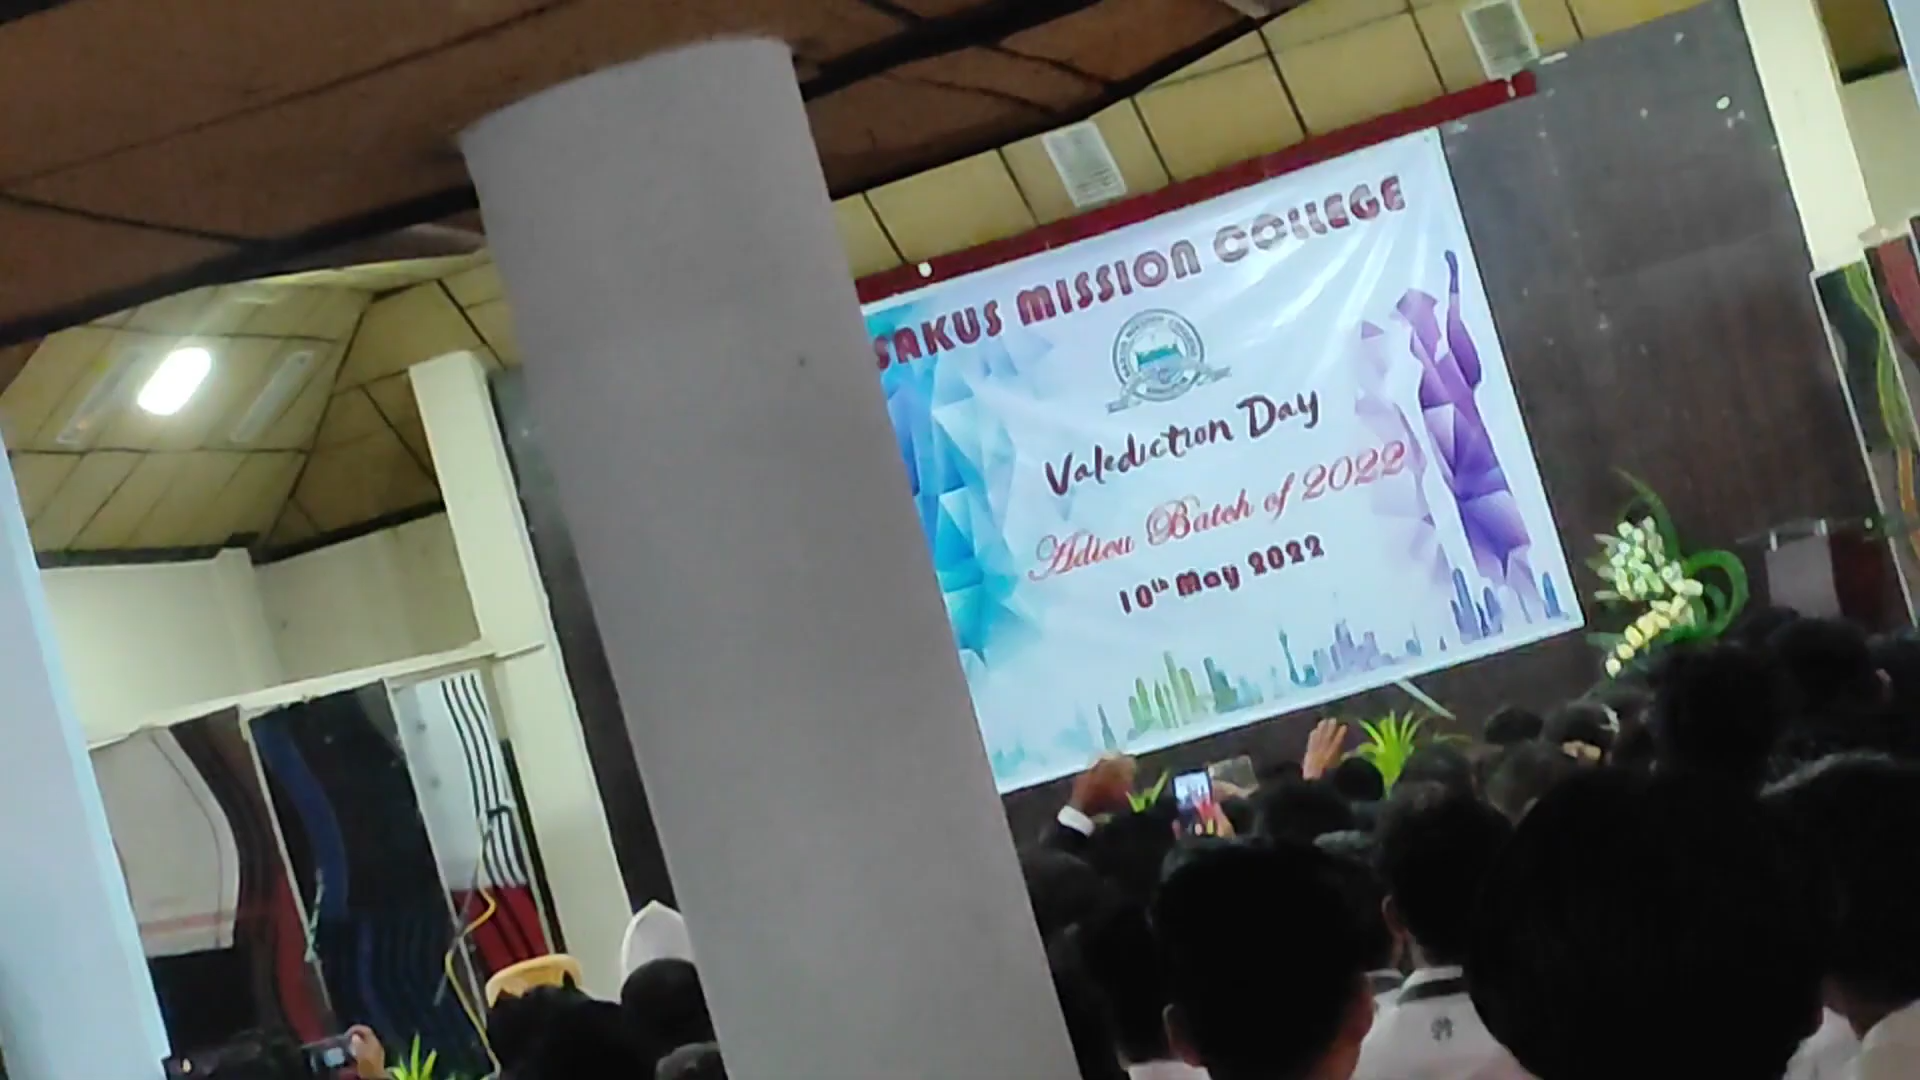 SAKUS MISSION COLLEGE
Valediction Day
Adieu Batch of 2022
10th May 2022